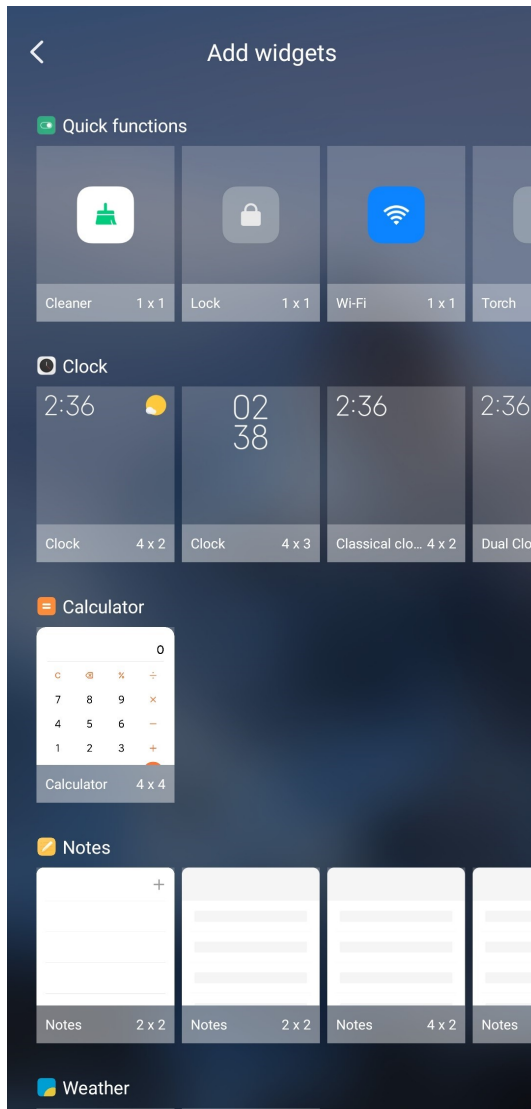 Add widgets
Quick functions
Cleaner 1 x 1
Lock 1 x 1
Wi-Fi 1 x 1
Torch
Clock
2:36
02
38
2:36
2:36
Clock 4 x 2
Clock 4 x 3
Classical clo... 4 x 2
Dual Clo
Calculator
0
C % ÷
7 8 9 ×
4 5 6 −
1 2 3 +
Calculator 4 x 4
Notes
+
Notes 2 x 2
Notes 2 x 2
Notes 4 x 2
Notes
Weather